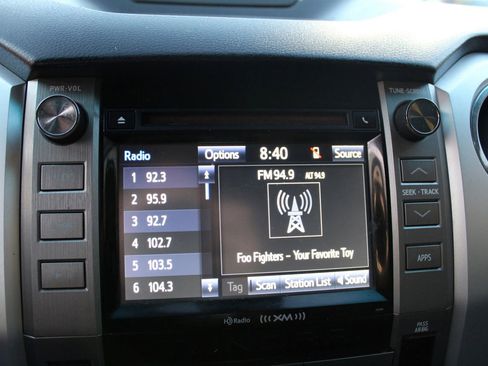 PWR·VOL
TUNE·SCROLL
Radio Options 8:40 Source
1 92.3
2 95.9
3 92.7
4 102.7
5 103.5
6 104.3
FM 94.9 ALT 94.9
Foo Fighters – Your Favorite Toy
Tag Scan Station List Sound
SEEK · TRACK
APPS
HD Radio ((( XM )))
PASS
AIRBAG